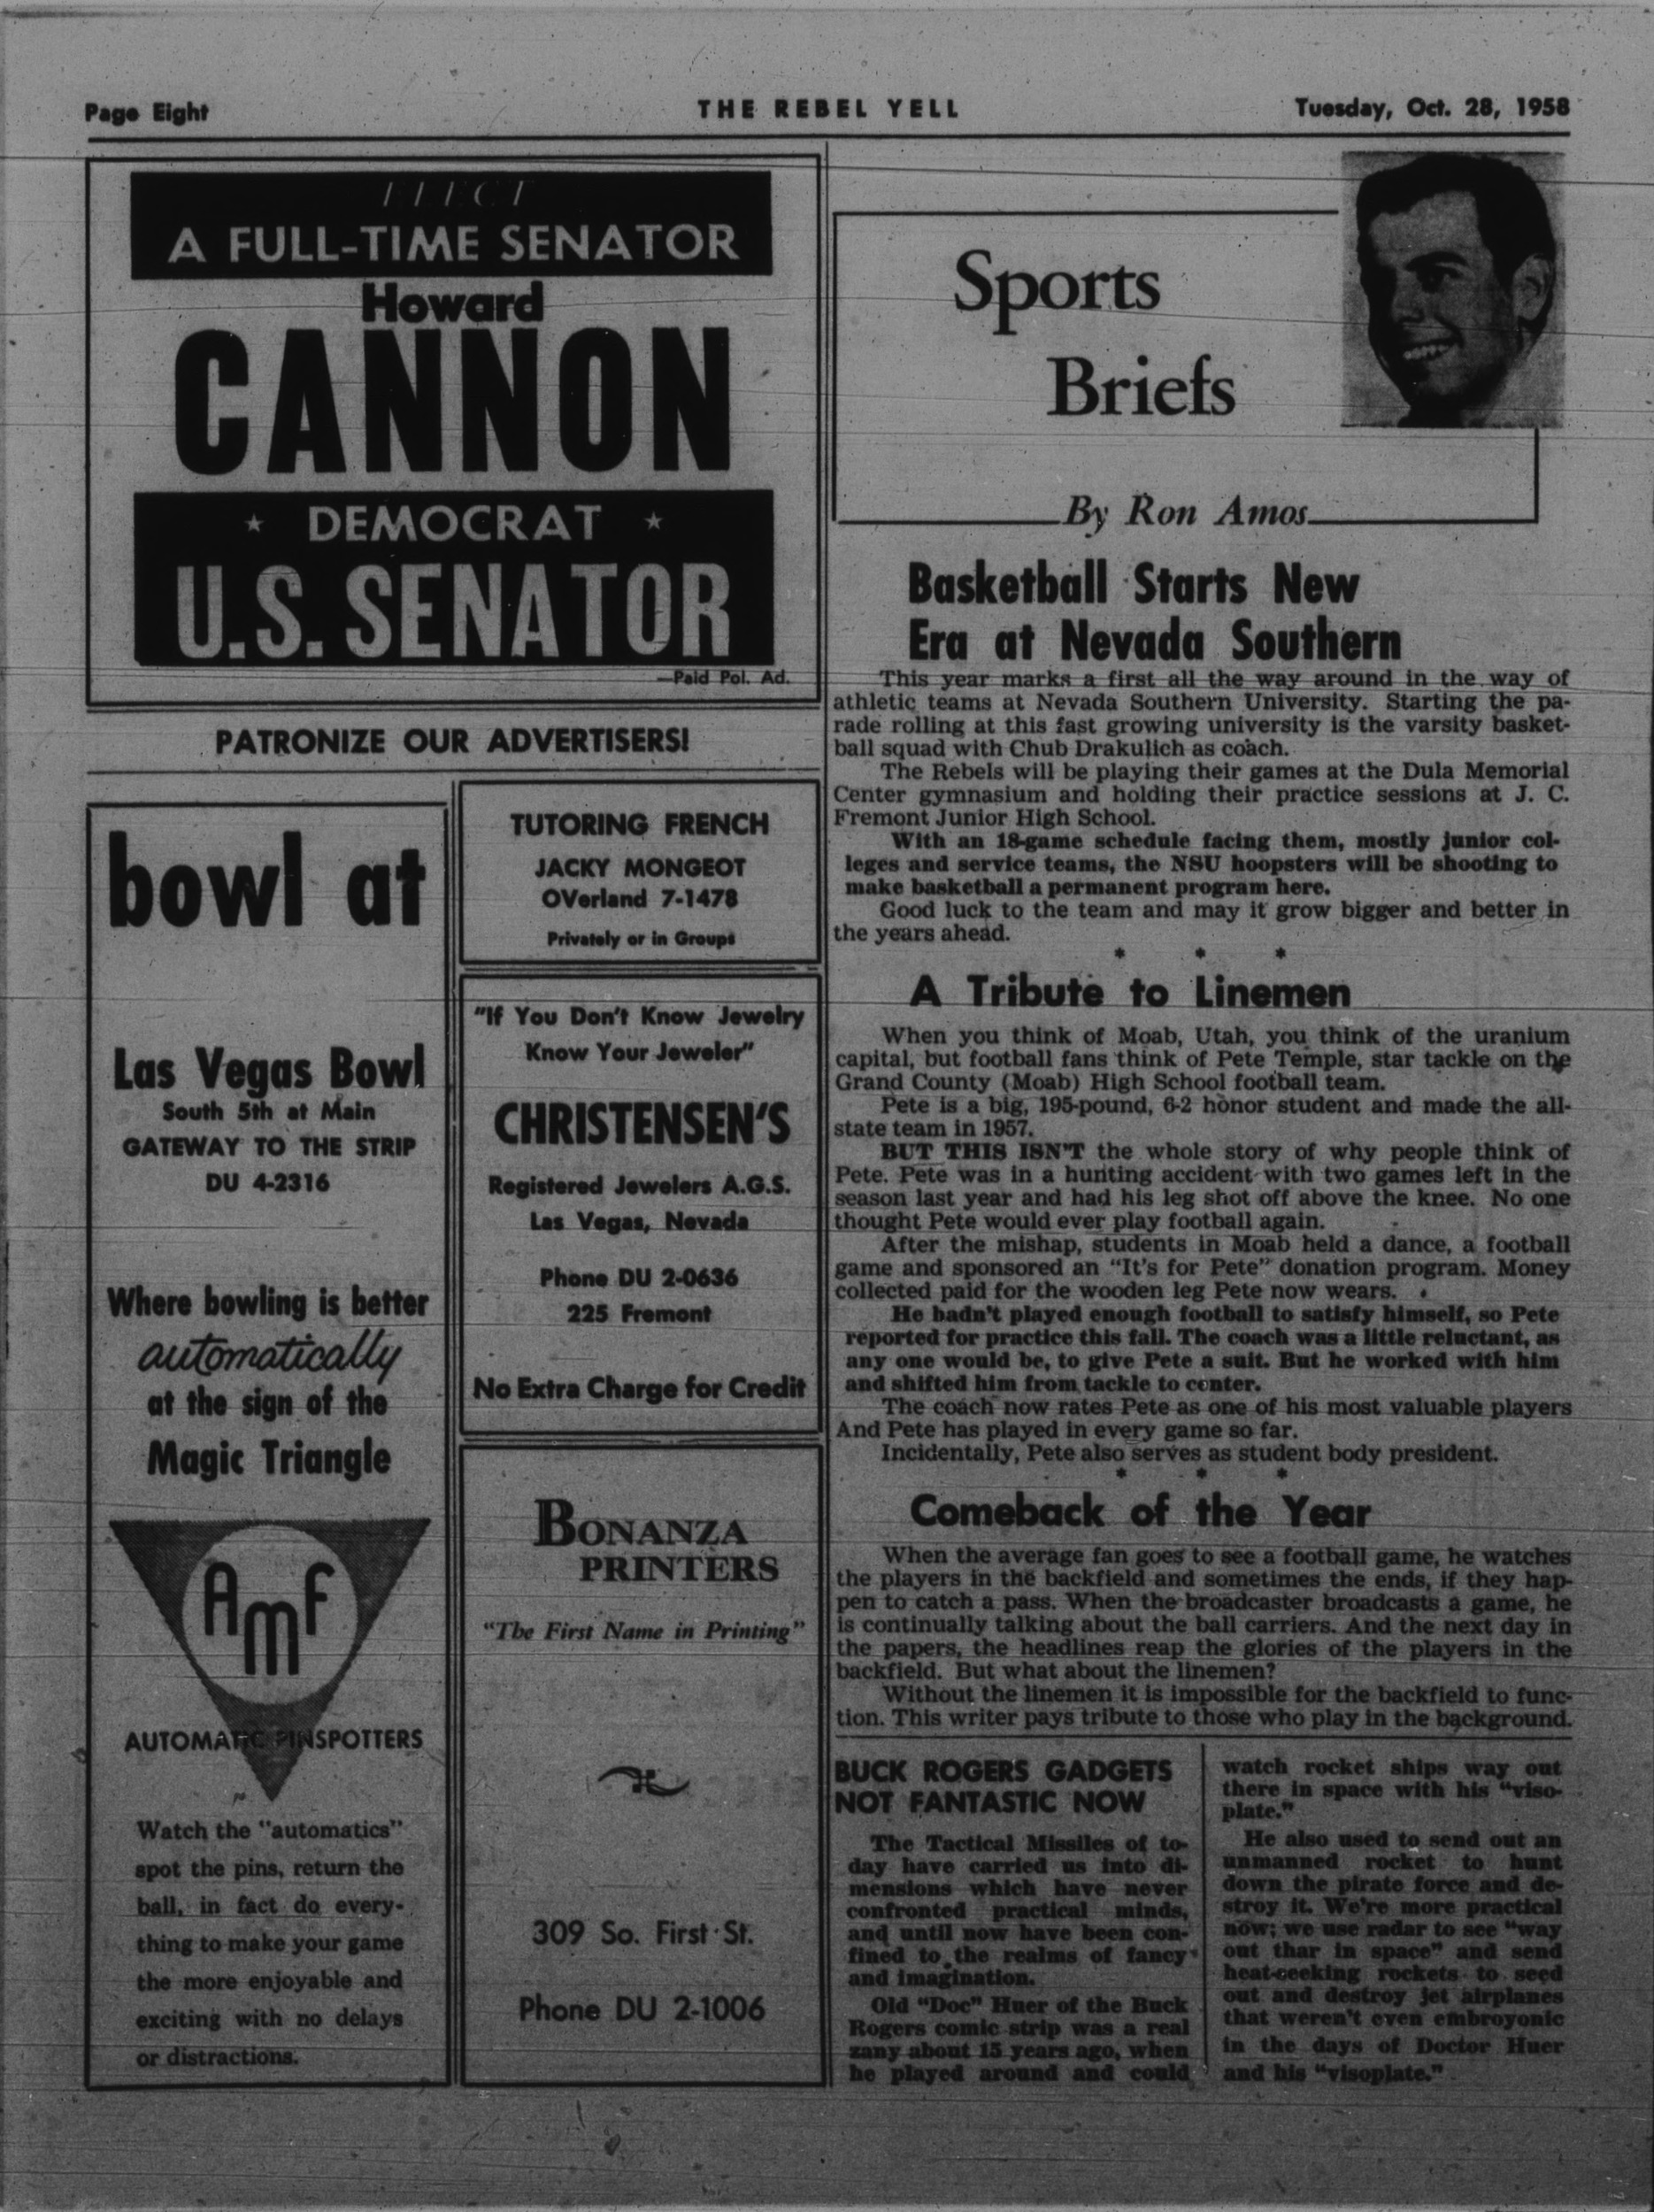 Page Eight
THE REBEL YELL
Tuesday, Oct. 28, 1958
ELECT
A FULL-TIME SENATOR
Howard
CANNON
★ DEMOCRAT ★
U.S. SENATOR
—Paid Pol. Ad.
PATRONIZE OUR ADVERTISERS!
bowl at
Las Vegas Bowl
South 5th at Main
GATEWAY TO THE STRIP
DU 4-2316
Where bowling is better
automatically
at the sign of the
Magic Triangle
AMF
AUTOMATIC PINSPOTTERS
Watch the "automatics"
spot the pins, return the
ball, in fact do every-
thing to make your game
the more enjoyable and
exciting with no delays
or distractions.
TUTORING FRENCH
JACKY MONGEOT
OVerland 7-1478
Privately or in Groups
"If You Don't Know Jewelry
Know Your Jeweler"
CHRISTENSEN'S
Registered Jewelers A.G.S.
Las Vegas, Nevada
Phone DU 2-0636
225 Fremont
No Extra Charge for Credit
BONANZA
PRINTERS
"The First Name in Printing"
309 So. First St.
Phone DU 2-1006
Sports
Briefs
By Ron Amos
Basketball Starts New
Era at Nevada Southern
This year marks a first all the way around in the way of
athletic teams at Nevada Southern University. Starting the pa-
rade rolling at this fast growing university is the varsity basket-
ball squad with Chub Drakulich as coach.
The Rebels will be playing their games at the Dula Memorial
Center gymnasium and holding their practice sessions at J. C.
Fremont Junior High School.
With an 18-game schedule facing them, mostly junior col-
leges and service teams, the NSU hoopsters will be shooting to
make basketball a permanent program here.
Good luck to the team and may it grow bigger and better in
the years ahead.
* * *
A Tribute to Linemen
When you think of Moab, Utah, you think of the uranium
capital, but football fans think of Pete Temple, star tackle on the
Grand County (Moab) High School football team.
Pete is a big, 195-pound, 6-2 honor student and made the all-
state team in 1957.
BUT THIS ISN'T the whole story of why people think of
Pete. Pete was in a hunting accident with two games left in the
season last year and had his leg shot off above the knee. No one
thought Pete would ever play football again.
After the mishap, students in Moab held a dance, a football
game and sponsored an "It's for Pete" donation program. Money
collected paid for the wooden leg Pete now wears.
He hadn't played enough football to satisfy himself, so Pete
reported for practice this fall. The coach was a little reluctant, as
any one would be, to give Pete a suit. But he worked with him
and shifted him from tackle to center.
The coach now rates Pete as one of his most valuable players
And Pete has played in every game so far.
Incidentally, Pete also serves as student body president.
* * *
Comeback of the Year
When the average fan goes to see a football game, he watches
the players in the backfield and sometimes the ends, if they hap-
pen to catch a pass. When the broadcaster broadcasts a game, he
is continually talking about the ball carriers. And the next day in
the papers, the headlines reap the glories of the players in the
backfield. But what about the linemen?
Without the linemen it is impossible for the backfield to func-
tion. This writer pays tribute to those who play in the background.
BUCK ROGERS GADGETS
NOT FANTASTIC NOW
The Tactical Missiles of to-
day have carried us into di-
mensions which have never
confronted practical minds,
and until now have been con-
fined to the realms of fancy
and imagination.
Old "Doc" Huer of the Buck
Rogers comic strip was a real
zany about 15 years ago, when
he played around and could
watch rocket ships way out
there in space with his "viso-
plate."
He also used to send out an
unmanned rocket to hunt
down the pirate force and de-
stroy it. We're more practical
now; we use radar to see "way
out thar in space" and send
heat-seeking rockets to seed
out and destroy jet airplanes
that weren't even embroyonic
in the days of Doctor Huer
and his "visoplate."